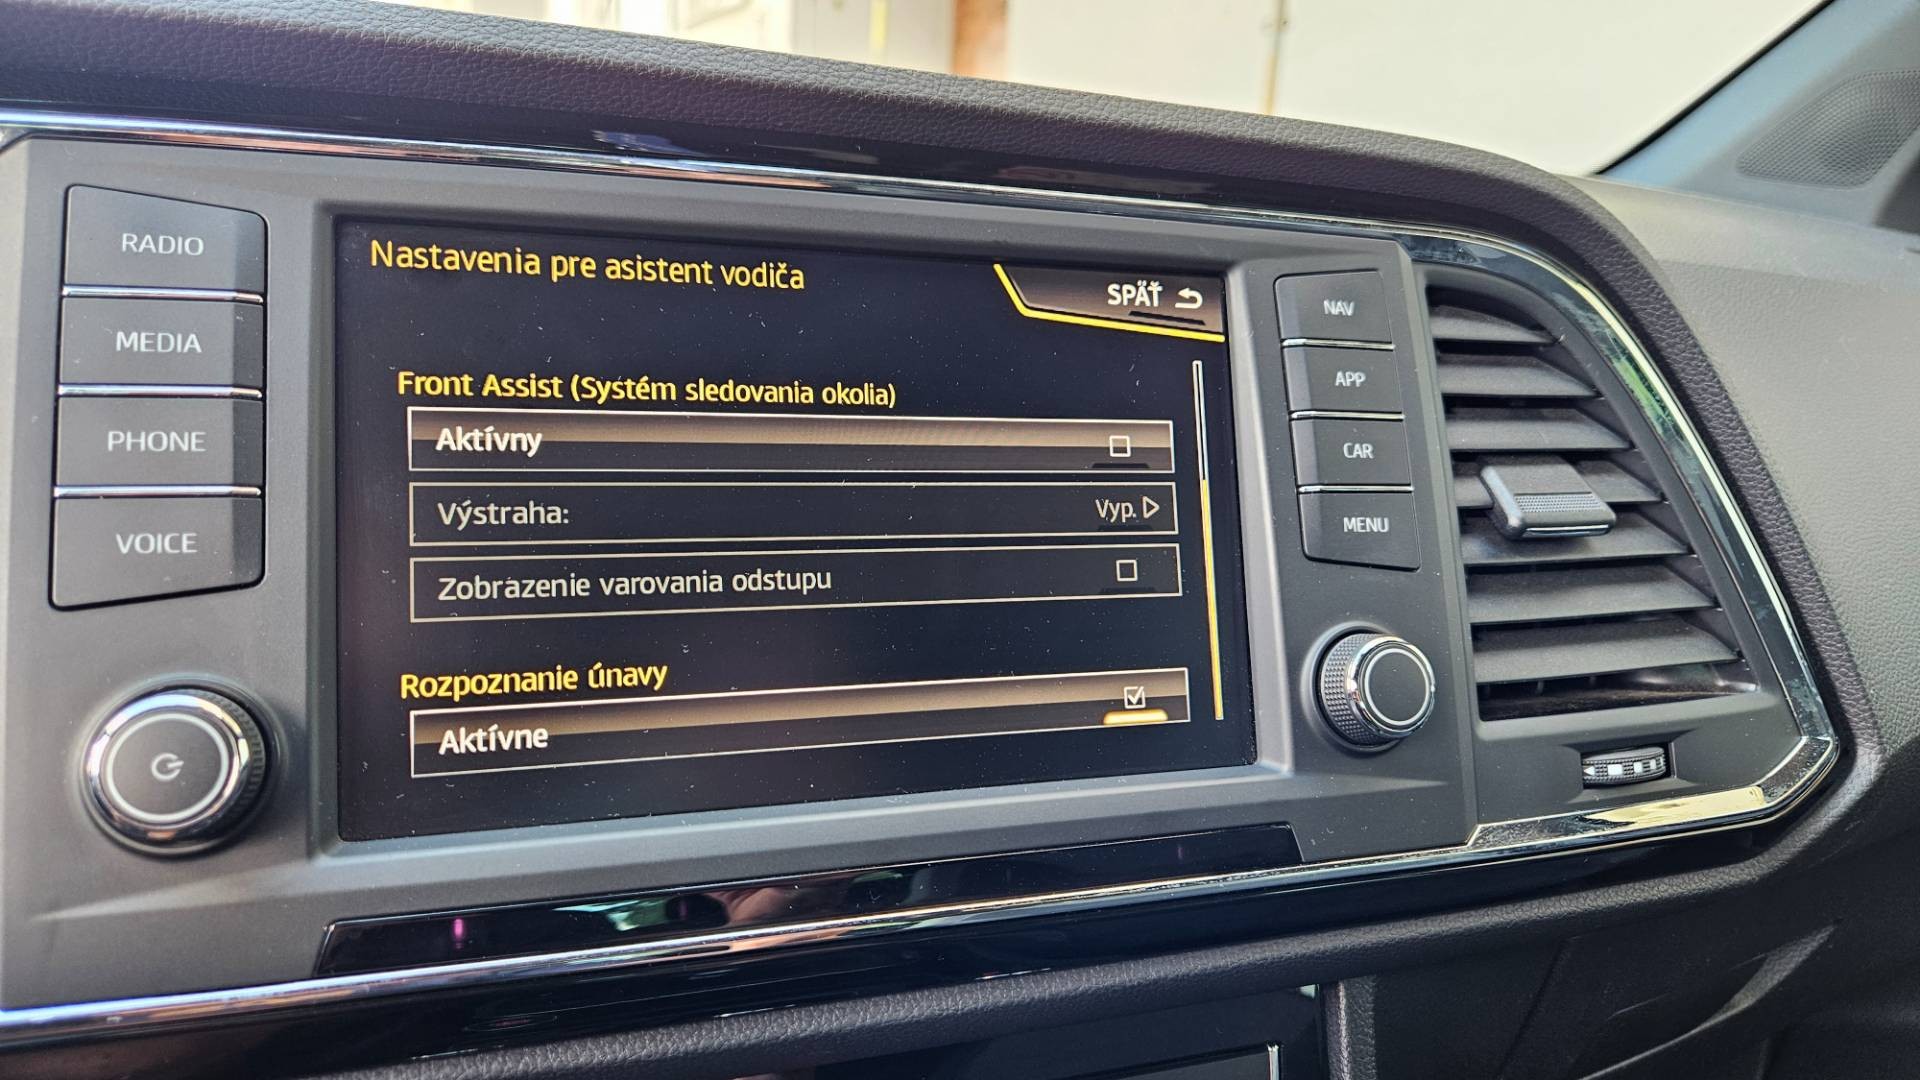 RADIO
MEDIA
PHONE
VOICE
Nastavenia pre asistent vodiča
SPÄŤ
Front Assist (Systém sledovania okolia)
Aktívny
Výstraha: Vyp.
Zobrazenie varovania odstupu
Rozpoznanie únavy
Aktívne
NAV
APP
CAR
MENU